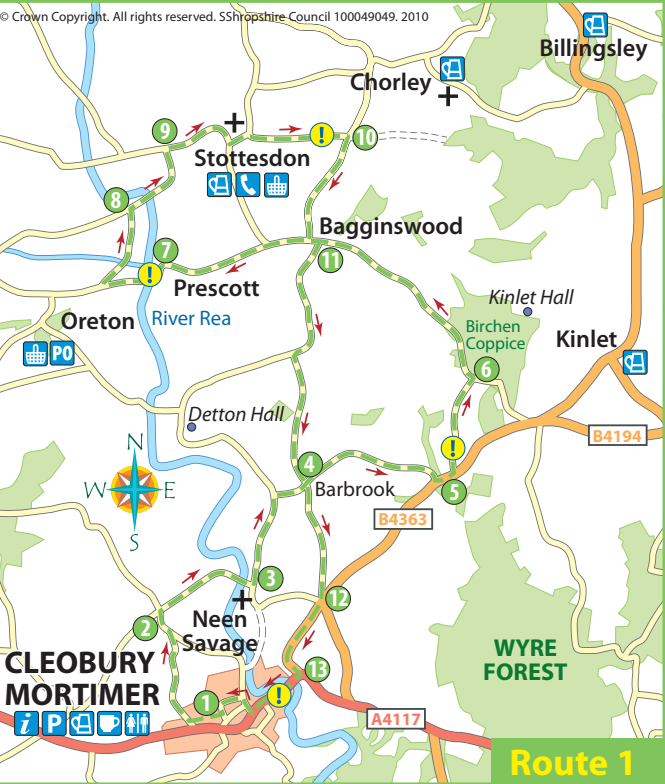 © Crown Copyright. All rights reserved. SShropshire Council 100049049. 2010
Billingsley
Chorley
9
!
10
Stottesdon
8
Bagginswood
7
11
!
Prescott
Kinlet Hall
Oreton
River Rea
Birchen
Coppice
Kinlet
PO
6
Detton Hall
N
W
E
S
!
B4194
4
Barbrook
5
B4363
3
12
2
Neen
Savage
CLEOBURY
MORTIMER
WYRE
FOREST
13
1
!
i
P
A4117
Route 1